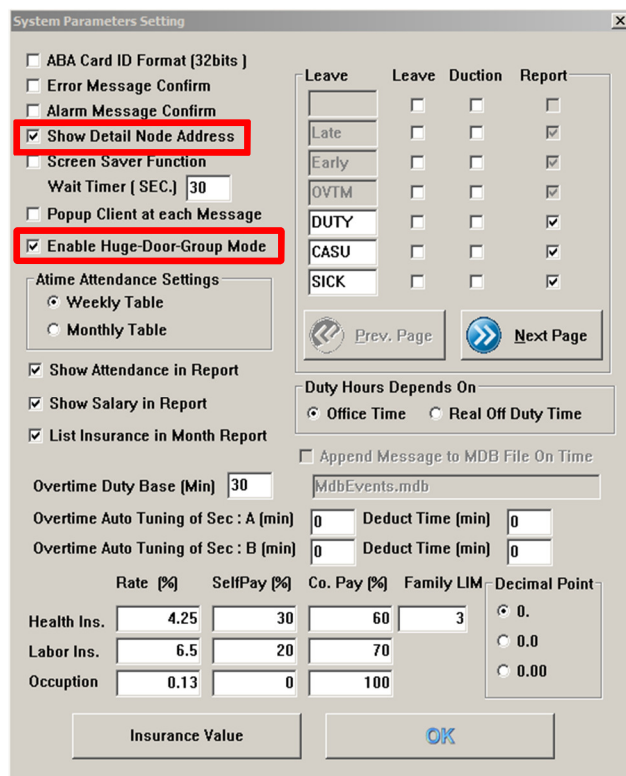 System Parameters Setting
ABA Card ID Format (32bits )
Error Message Confirm
Alarm Message Confirm
Show Detail Node Address
Screen Saver Function
Wait Timer ( SEC.) 30
Popup Client at each Message
Enable Huge-Door-Group Mode
Atime Attendance Settings
Weekly Table
Monthly Table
Show Attendance in Report
Show Salary in Report
List Insurance in Month Report
Leave Leave Duction Report
Late
Early
OVTM
DUTY
CASU
SICK
Prev. Page Next Page
Duty Hours Depends On
Office Time Real Off Duty Time
Append Message to MDB File On Time
Overtime Duty Base (Min) 30 MdbEvents.mdb
Overtime Auto Tuning of Sec : A (min) 0 Deduct Time (min) 0
Overtime Auto Tuning of Sec : B (min) 0 Deduct Time (min) 0
Rate (%) SelfPay (%) Co. Pay (%) Family LIM
Health Ins. 4.25 30 60 3
Labor Ins. 6.5 20 70
Occuption 0.13 0 100
Decimal Point
0.
0.0
0.00
Insurance Value OK